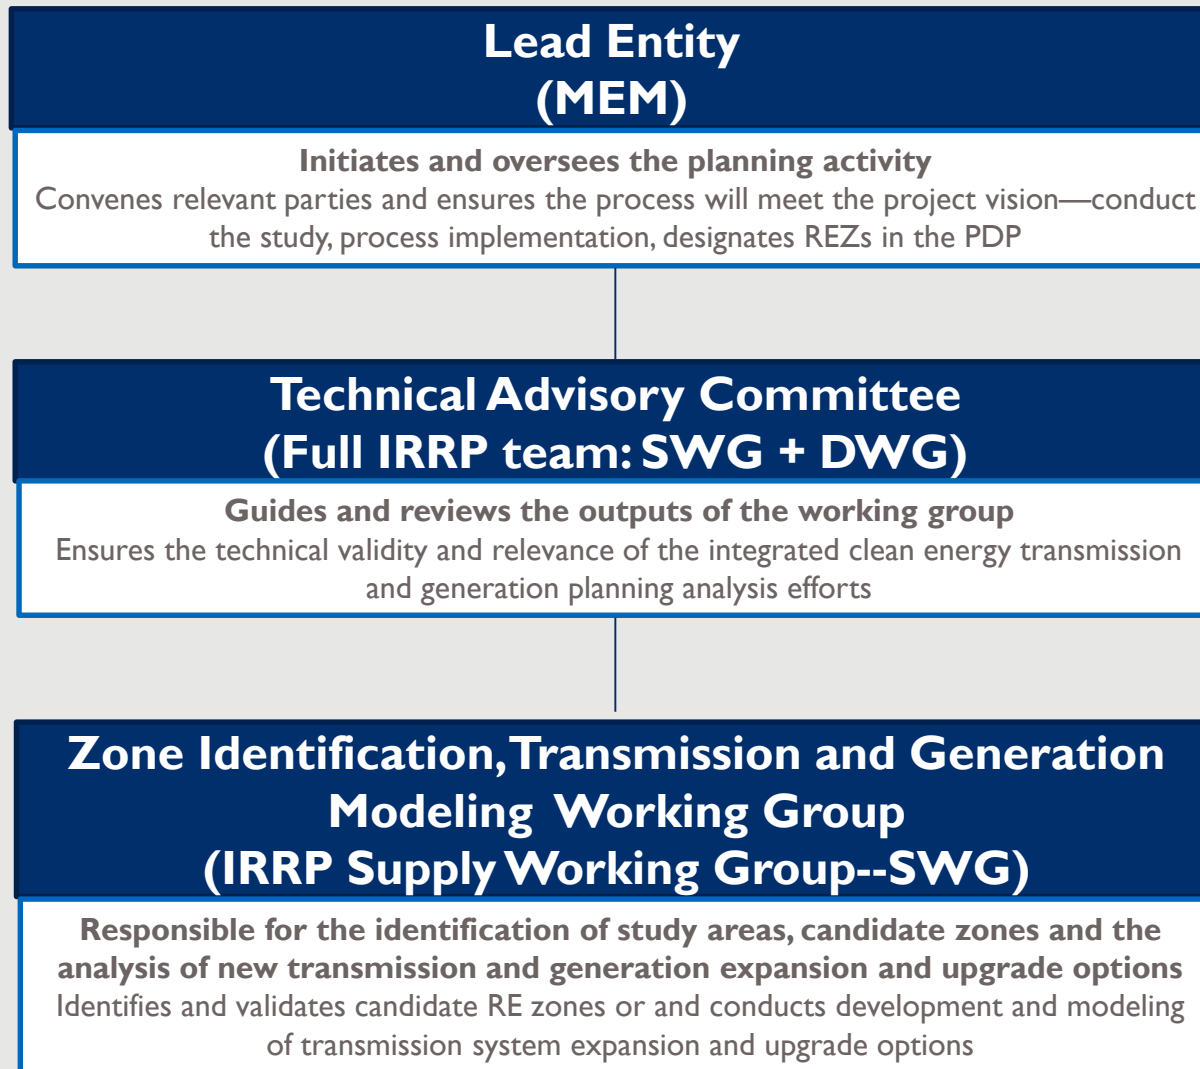 Lead Entity
(MEM)
Initiates and oversees the planning activity
Convenes relevant parties and ensures the process will meet the project vision—conduct
the study, process implementation, designates REZs in the PDP
Technical Advisory Committee
(Full IRRP team: SWG + DWG)
Guides and reviews the outputs of the working group
Ensures the technical validity and relevance of the integrated clean energy transmission
and generation planning analysis efforts
Zone Identification, Transmission and Generation
Modeling Working Group
(IRRP Supply Working Group--SWG)
Responsible for the identification of study areas, candidate zones and the
analysis of new transmission and generation expansion and upgrade options
Identifies and validates candidate RE zones or and conducts development and modeling
of transmission system expansion and upgrade options